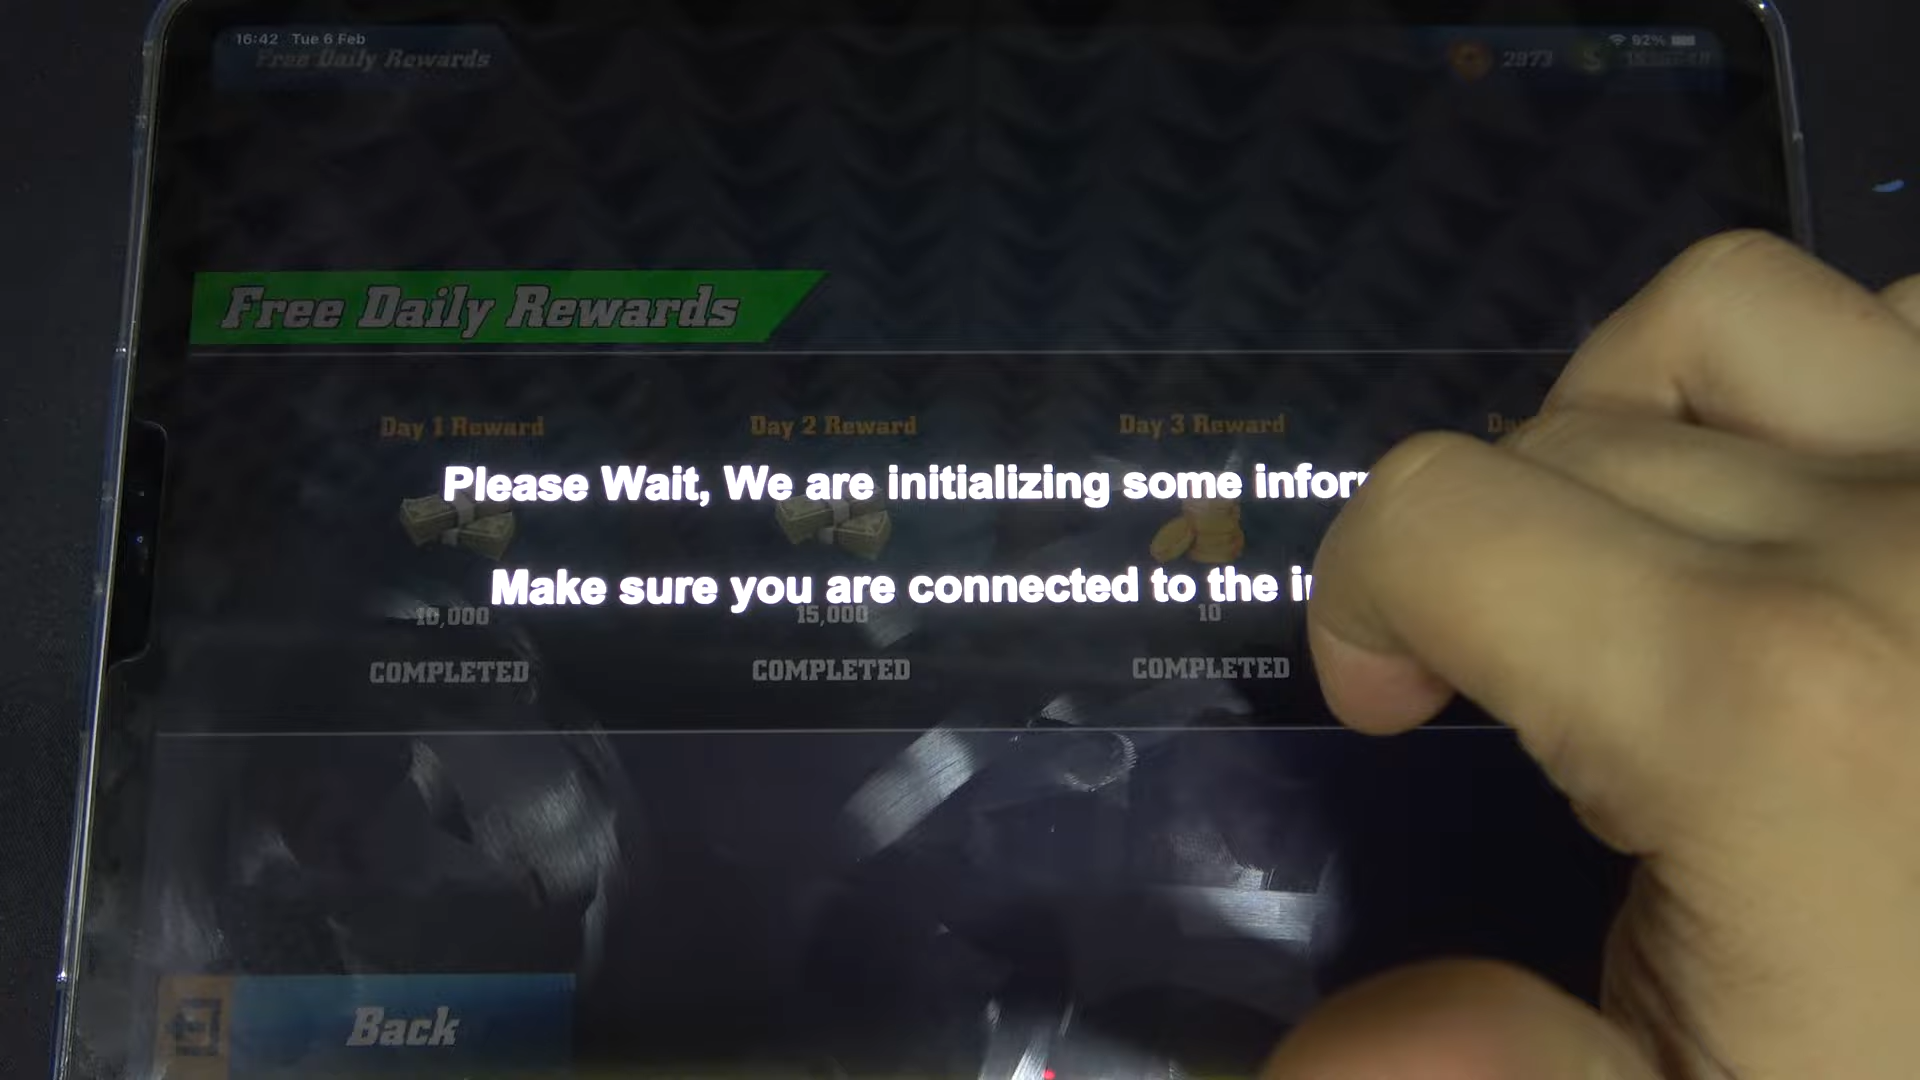 16:42 Tue 6 Feb
92%
Free Daily Rewards
2973
Free Daily Rewards
Day 1 Reward
Day 2 Reward
Day 3 Reward
Please Wait, We are initializing some
Make sure you are connected to the
10,000
15,000
10
COMPLETED
COMPLETED
COMPLETED
Back